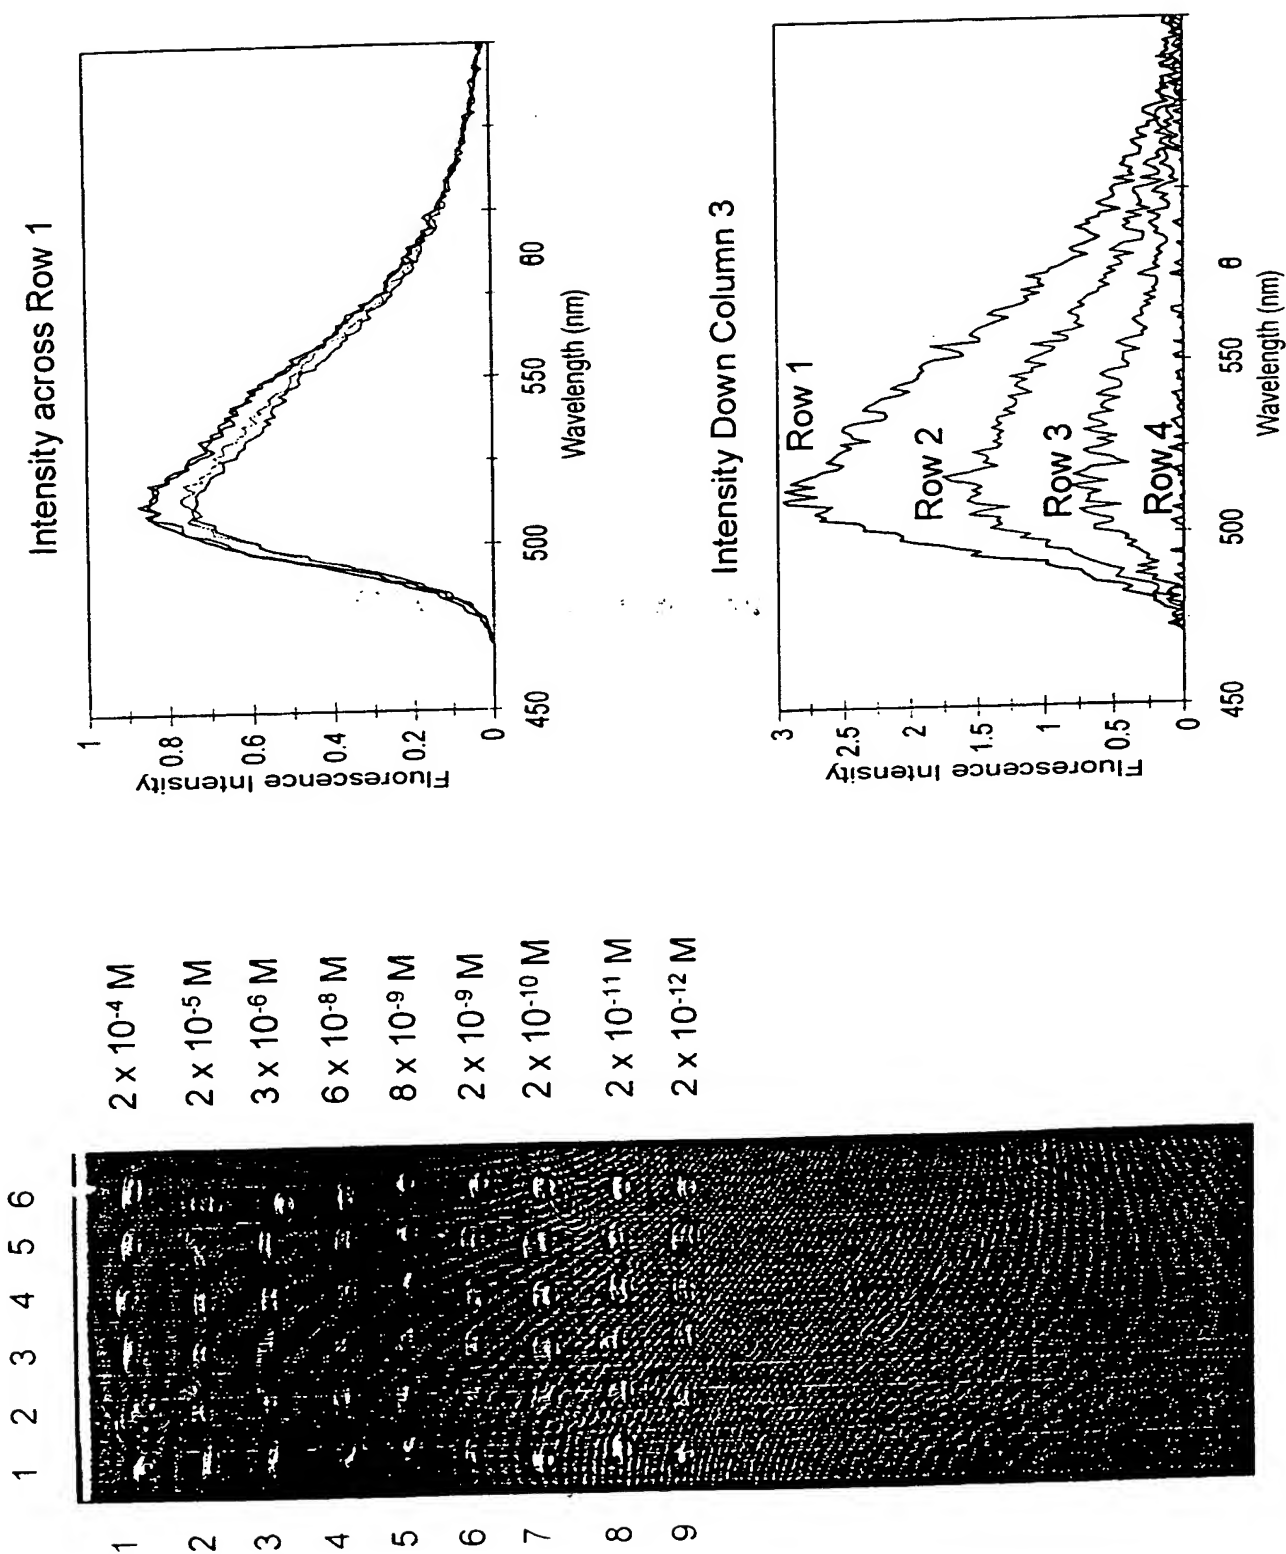 1 2 3 4 5 6
1 2 x 10-4 M
2 2 x 10-5 M
3 3 x 10-6 M
4 6 x 10-8 M
5 8 x 10-9 M
6 2 x 10-9 M
7 2 x 10-10 M
8 2 x 10-11 M
9 2 x 10-12 M
Intensity across Row 1
Fluorescence Intensity
1
0.8
0.6
0.4
0.2
0
450 500 550 60
Wavelength (nm)
Intensity Down Column 3
Fluorescence Intensity
3
2.5
2
1.5
1
0.5
0
Row 1
Row 2
Row 3
Row 4
450 500 550
Wavelength (nm)